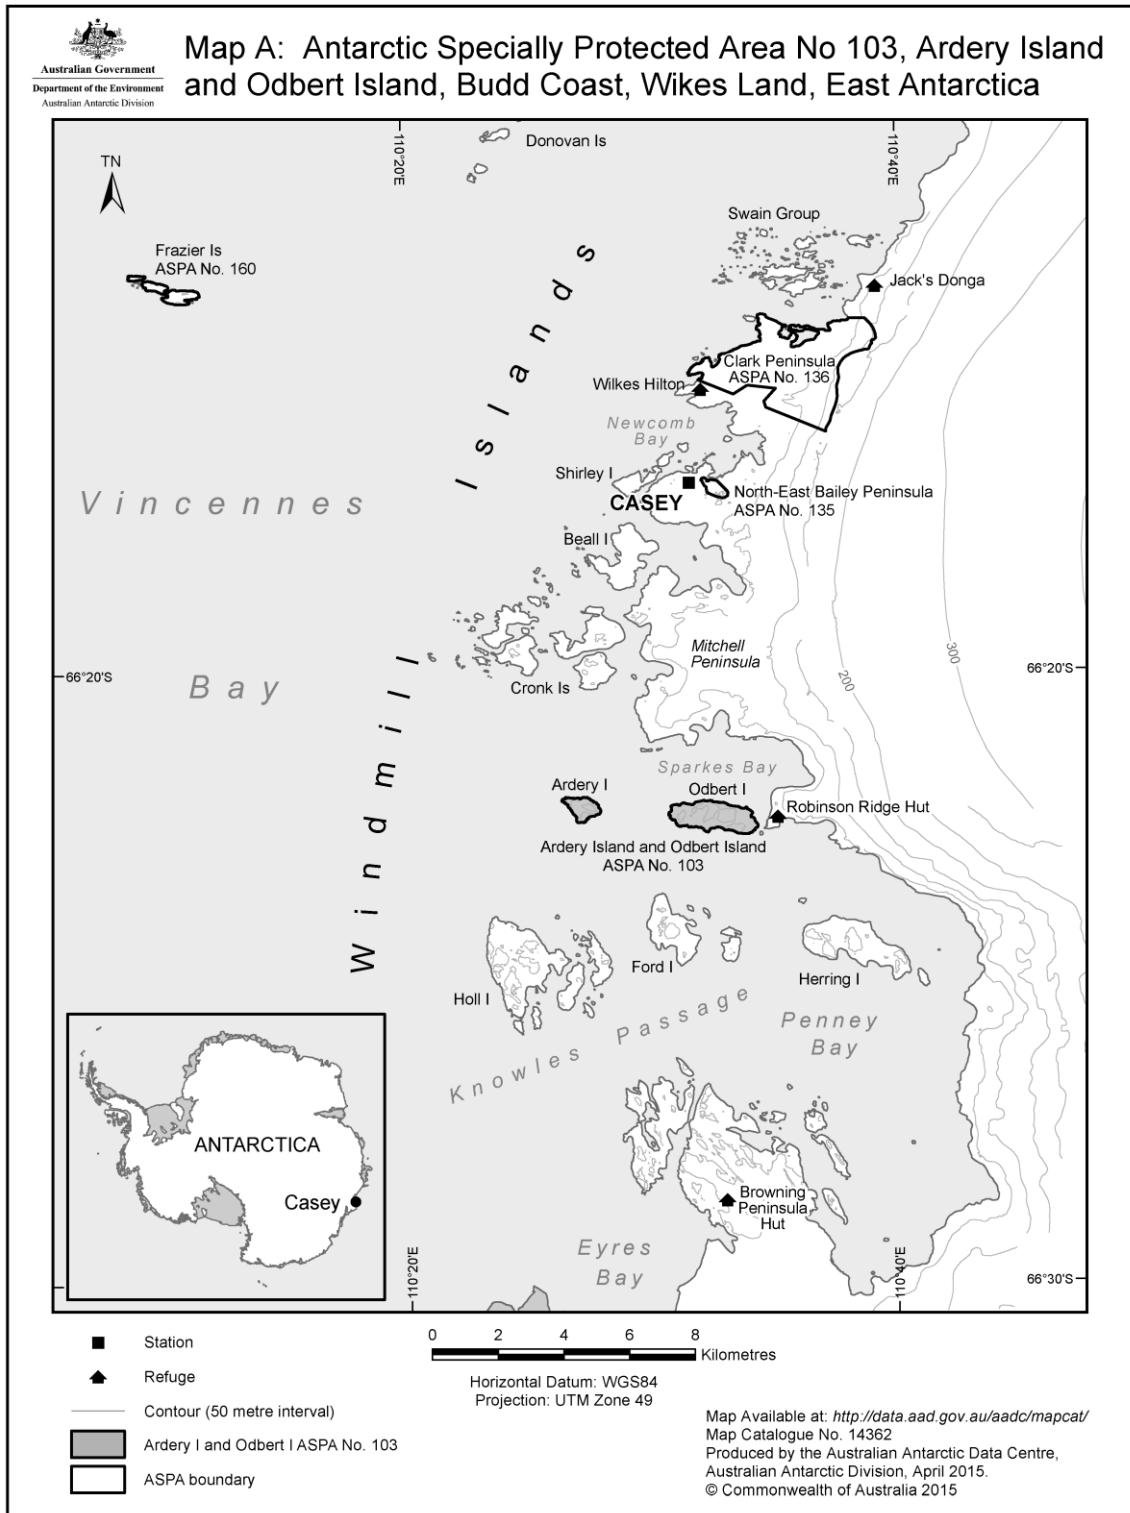 Australian Government
Department of the Environment
Australian Antarctic Division
Map A: Antarctic Specially Protected Area No 103, Ardery Island
and Odbert Island, Budd Coast, Wikes Land, East Antarctica
110°20'E
110°40'E
TN
Donovan Is
Swain Group
Frazier Is
ASPA No. 160
Jack's Donga
Clark Peninsula
ASPA No. 136
Wilkes Hilton
Newcomb
Bay
Shirley I
CASEY
North-East Bailey Peninsula
ASPA No. 135
Vincennes
Bay
Windmill Islands
Beall I
Mitchell
Peninsula
300
200
66°20'S
66°20'S
Cronk Is
Sparkes Bay
Ardery I
Odbert I
Robinson Ridge Hut
Ardery Island and Odbert Island
ASPA No. 103
Ford I
Herring I
Holl I
Knowles Passage
Penney
Bay
ANTARCTICA
Casey
Browning
Peninsula
Hut
Eyres
Bay
110°20'E
110°40'E
66°30'S
Station
Refuge
Contour (50 metre interval)
Ardery I and Odbert I ASPA No. 103
ASPA boundary
0 2 4 6 8
Kilometres
Horizontal Datum: WGS84
Projection: UTM Zone 49
Map Available at: http://data.aad.gov.au/aadc/mapcat/
Map Catalogue No. 14362
Produced by the Australian Antarctic Data Centre,
Australian Antarctic Division, April 2015.
© Commonwealth of Australia 2015